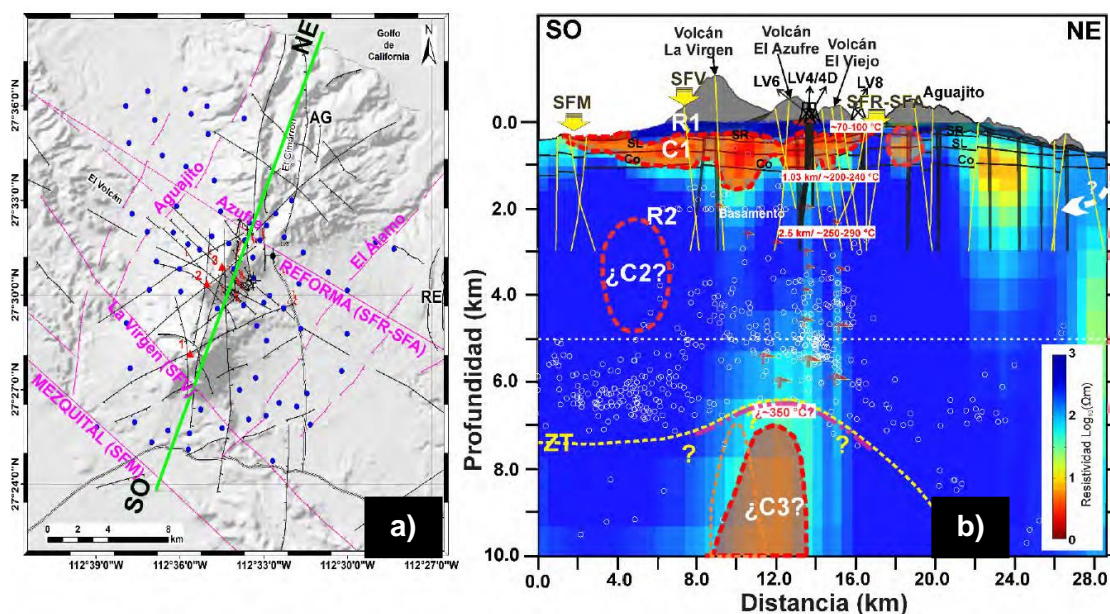 Golfo
de
California
N
NE
AG
El Cimarron
Aguajito
El Volcán
Azufre
El Alamo
3
2
1
REFORMA (SFR-SFA)
RE
La Virgen (SFV)
MEZQUITAL (SFM)
SO
0 2 4 8
km
a)
27°36'0"N
27°33'0"N
27°30'0"N
27°27'0"N
27°24'0"N
112°39'0"W 112°36'0"W 112°33'0"W 112°30'0"W 112°27'0"W
SO
NE
Volcán
La Virgen
Volcán
El Azufre
Volcán
El Viejo
LV6
LV4/4D
LV8
SFM
SFV
SFR-SFA
Aguajito
R1
~70-100 °C
C1
SR
SL
Co
Co
SR
SL
Co
1.03 km/ ~200-240 °C
Basamento
R2
2.5 km/ ~250-290 °C
¿C2?
?
¿~350 °C?
ZT
?
?
?
¿C3?
0.0
2.0
4.0
6.0
8.0
10.0
Profundidad (km)
0.0 4.0 8.0 12.0 16.0 20.0 24.0 28.0
Distancia (km)
3
2
1
0
Resistividad Log₁₀(Ωm)
b)